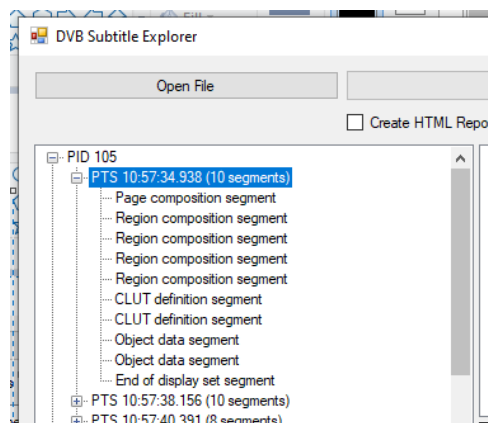 Fill
DVB Subtitle Explorer
Open File
Create HTML Repo
PID 105
PTS 10:57:34.938 (10 segments)
Page composition segment
Region composition segment
Region composition segment
Region composition segment
Region composition segment
CLUT definition segment
CLUT definition segment
Object data segment
Object data segment
End of display set segment
PTS 10:57:38.156 (10 segments)
PTS 10:57:40.391 (8 segments)